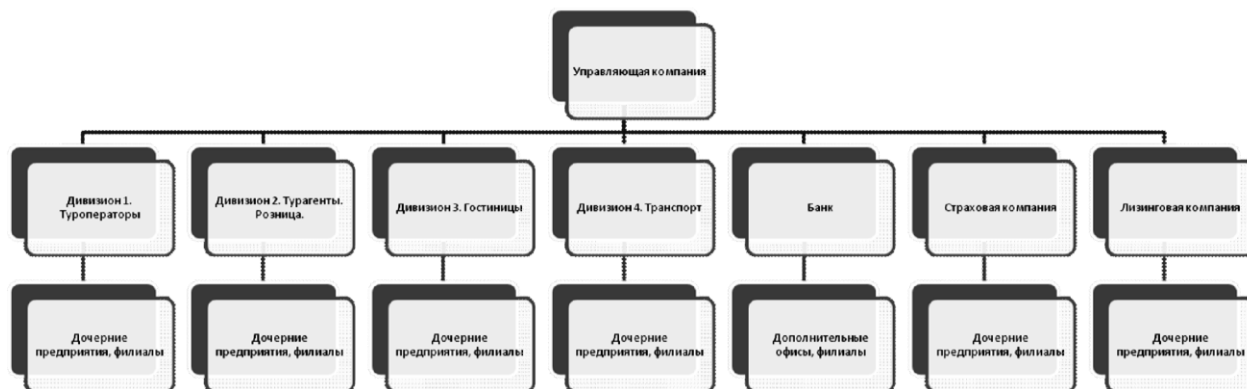 Управляющая компания
Дивизион 1.
Туроператоры
Дивизион 2. Турагенты.
Розница.
Дивизион 3. Гостиницы
Дивизион 4. Транспорт
Банк
Страховая компания
Лизинговая компания
Дочерние
предприятия, филиалы
Дочерние
предприятия, филиалы
Дочерние
предприятия, филиалы
Дочерние
предприятия, филиалы
Дополнительные
офисы, филиалы
Дочерние
предприятия, филиалы
Дочерние
предприятия, филиалы